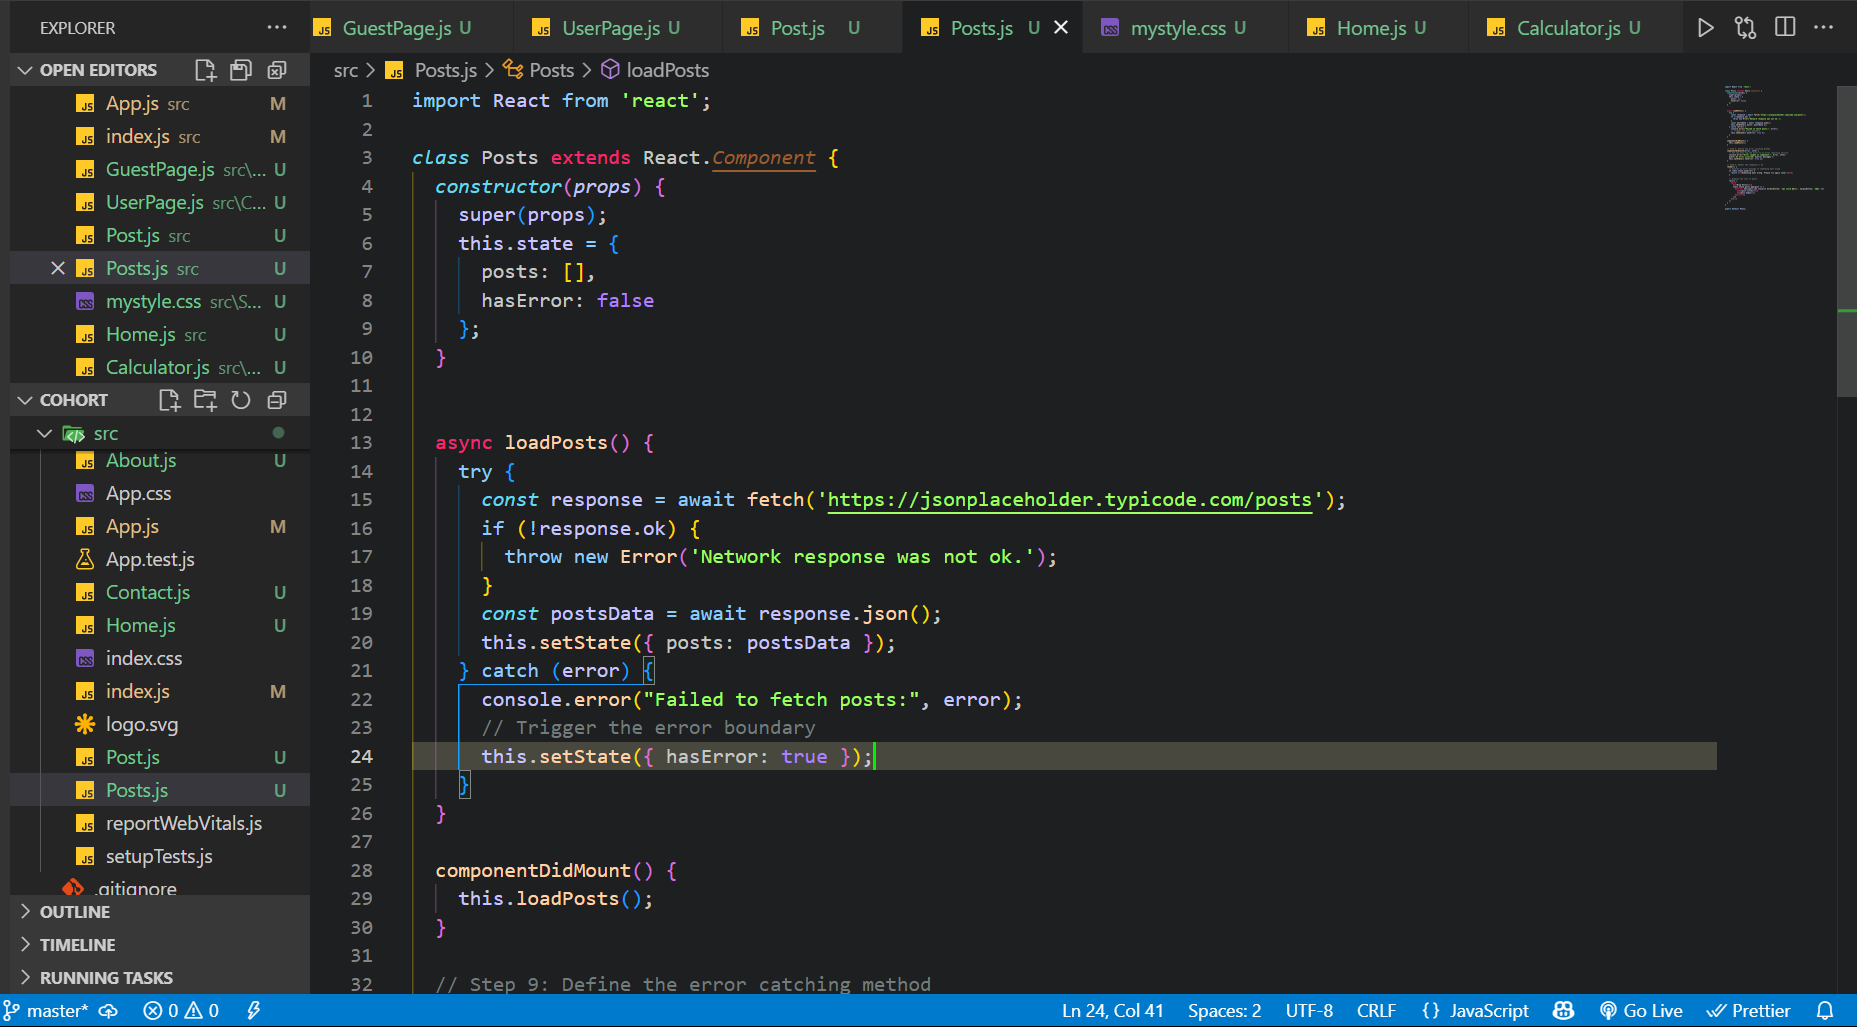 EXPLORER
OPEN EDITORS
App.js src M
index.js src M
GuestPage.js src\... U
UserPage.js src\C... U
Post.js src U
Posts.js src U
mystyle.css src\S... U
Home.js src U
Calculator.js src\... U
COHORT
src
About.js U
App.css
App.js M
App.test.js
Contact.js U
Home.js U
index.css
index.js M
logo.svg
Post.js U
Posts.js U
reportWebVitals.js
setupTests.js
.gitignore
OUTLINE
TIMELINE
RUNNING TASKS
GuestPage.js U UserPage.js U Post.js U Posts.js U mystyle.css U Home.js U Calculator.js U
src > Posts.js > Posts > loadPosts
1 import React from 'react';
2
3 class Posts extends React.Component {
4 constructor(props) {
5 super(props);
6 this.state = {
7 posts: [],
8 hasError: false
9 };
10 }
11
12
13 async loadPosts() {
14 try {
15 const response = await fetch('https://jsonplaceholder.typicode.com/posts');
16 if (!response.ok) {
17 throw new Error('Network response was not ok.');
18 }
19 const postsData = await response.json();
20 this.setState({ posts: postsData });
21 } catch (error) {
22 console.error("Failed to fetch posts:", error);
23 // Trigger the error boundary
24 this.setState({ hasError: true });
25 }
26 }
27
28 componentDidMount() {
29 this.loadPosts();
30 }
31
32 // Step 9: Define the error catching method
master* 0 0 Ln 24, Col 41 Spaces: 2 UTF-8 CRLF {} JavaScript Go Live Prettier